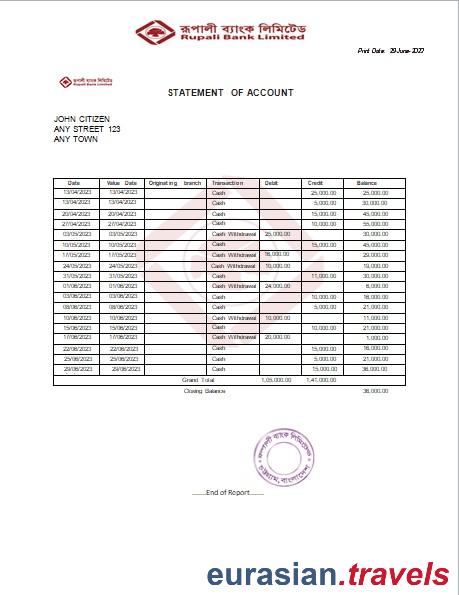 রূপালী ব্যাংক লিমিটেড
Rupali Bank Limited
Print Date: 29-June-2022
রূপালী ব্যাংক লিমিটেড
Rupali Bank Limited
STATEMENT OF ACCOUNT
JOHN CITIZEN
ANY STREET 123
ANY TOWN
Date Value Date Originating branch Transaction Debit Credit Balance
13/04/2023 13/04/2023 Cash 25,000.00 25,000.00
13/04/2023 13/04/2023 Cash 5,000.00 30,000.00
20/04/2023 20/04/2023 Cash 15,000.00 45,000.00
27/04/2023 27/04/2023 Cash 10,000.00 55,000.00
03/05/2023 03/05/2023 Cash Withdrawal 25,000.00 30,000.00
10/05/2023 10/05/2023 Cash 15,000.00 45,000.00
17/05/2023 17/05/2023 Cash Withdrawal 16,000.00 29,000.00
24/05/2023 24/05/2023 Cash Withdrawal 10,000.00 19,000.00
31/05/2023 31/05/2023 Cash 11,000.00 30,000.00
01/06/2023 01/06/2023 Cash Withdrawal 24,000.00 6,000.00
03/06/2023 03/06/2023 Cash 10,000.00 16,000.00
08/06/2023 08/06/2023 Cash 5,000.00 21,000.00
10/06/2023 10/06/2023 Cash Withdrawal 10,000.00 11,000.00
15/06/2023 15/06/2023 Cash 10,000.00 21,000.00
17/06/2023 17/06/2023 Cash Withdrawal 20,000.00 1,000.00
22/06/2023 22/06/2023 Cash 15,000.00 16,000.00
25/06/2023 25/06/2023 Cash 5,000.00 21,000.00
29/06/2023 29/06/2023 Cash 15,000.00 36,000.00
Grand Total 1,05,000.00 1,41,000.00
Closing Balance 36,000.00
রূপালী ব্যাংক লিমিটেড
চট্টগ্রাম, বাংলাদেশ
........End of Report........
eurasian.travels